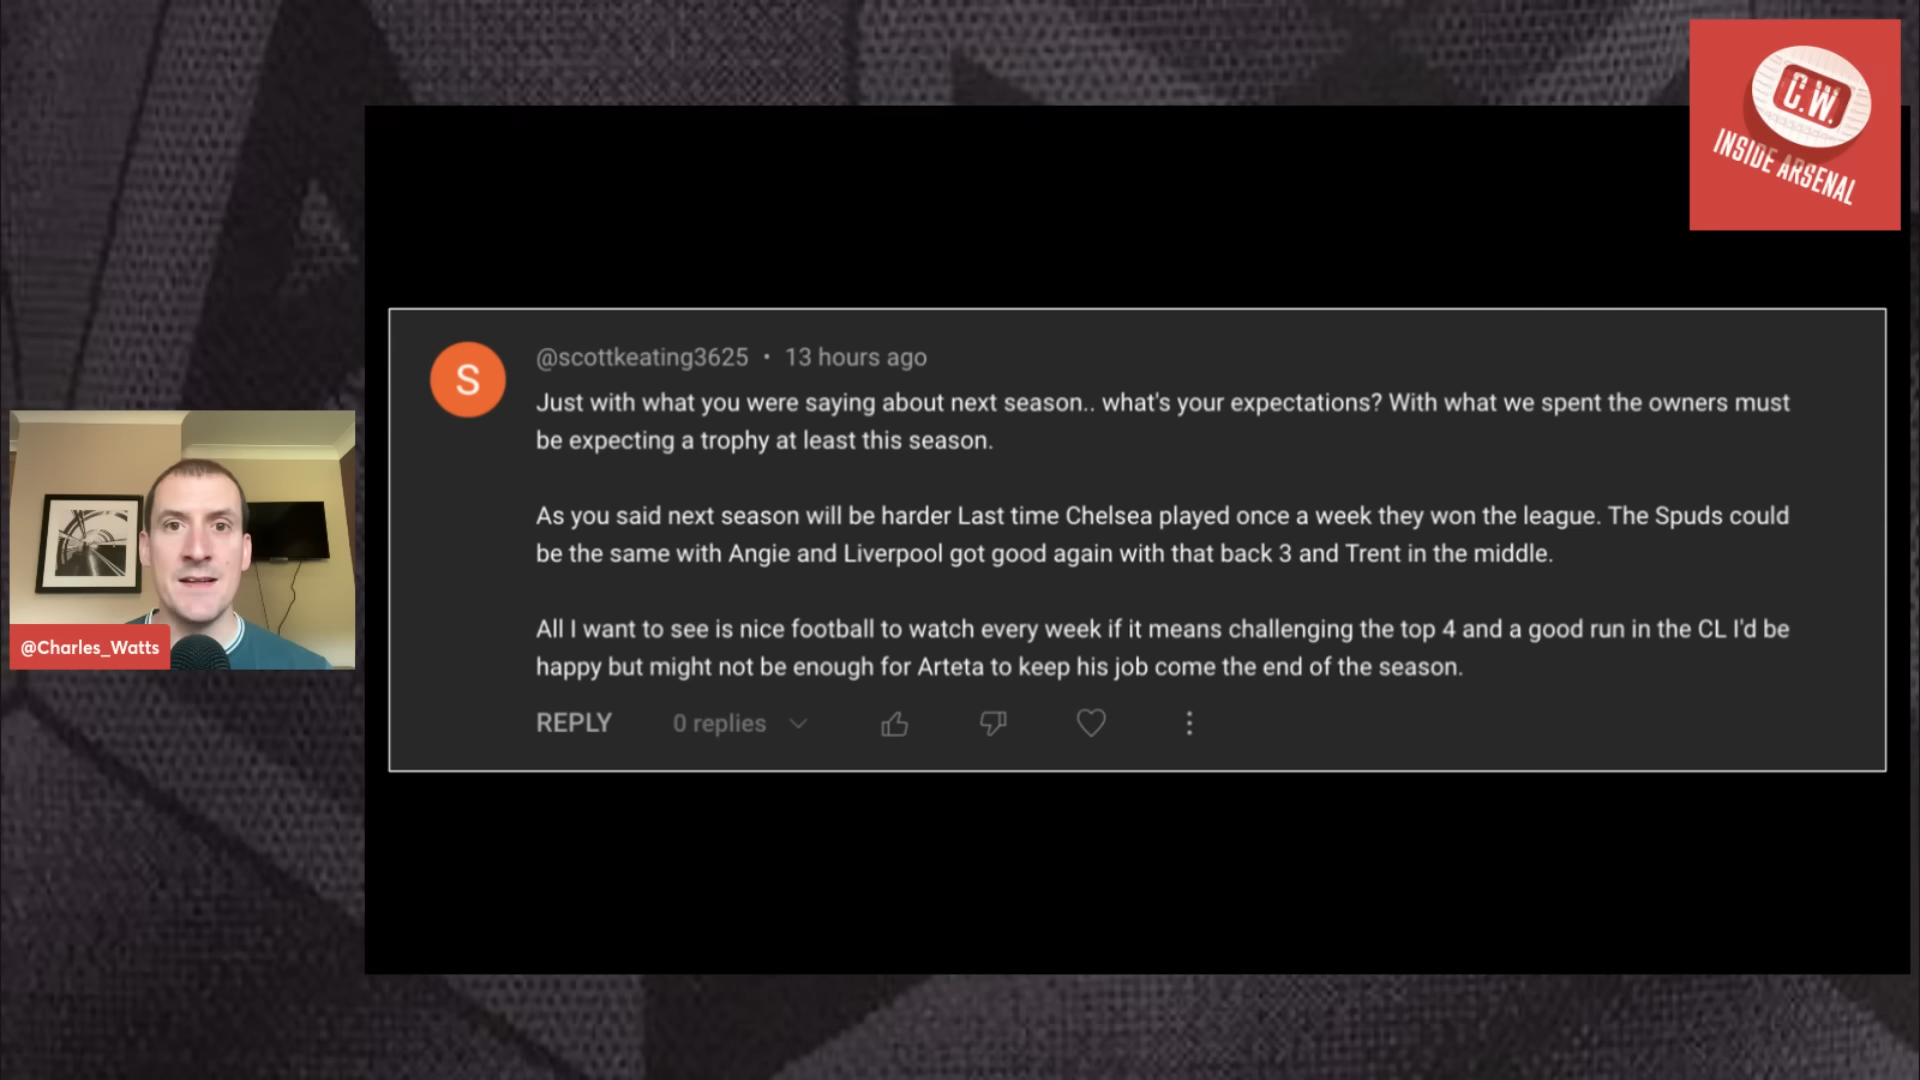 C.W.
INSIDE ARSENAL
S
@scottkeating3625 • 13 hours ago
Just with what you were saying about next season.. what's your expectations? With what we spent the owners must
be expecting a trophy at least this season.
As you said next season will be harder Last time Chelsea played once a week they won the league. The Spuds could
be the same with Angie and Liverpool got good again with that back 3 and Trent in the middle.
All I want to see is nice football to watch every week if it means challenging the top 4 and a good run in the CL I'd be
happy but might not be enough for Arteta to keep his job come the end of the season.
REPLY 0 replies
@Charles_Watts